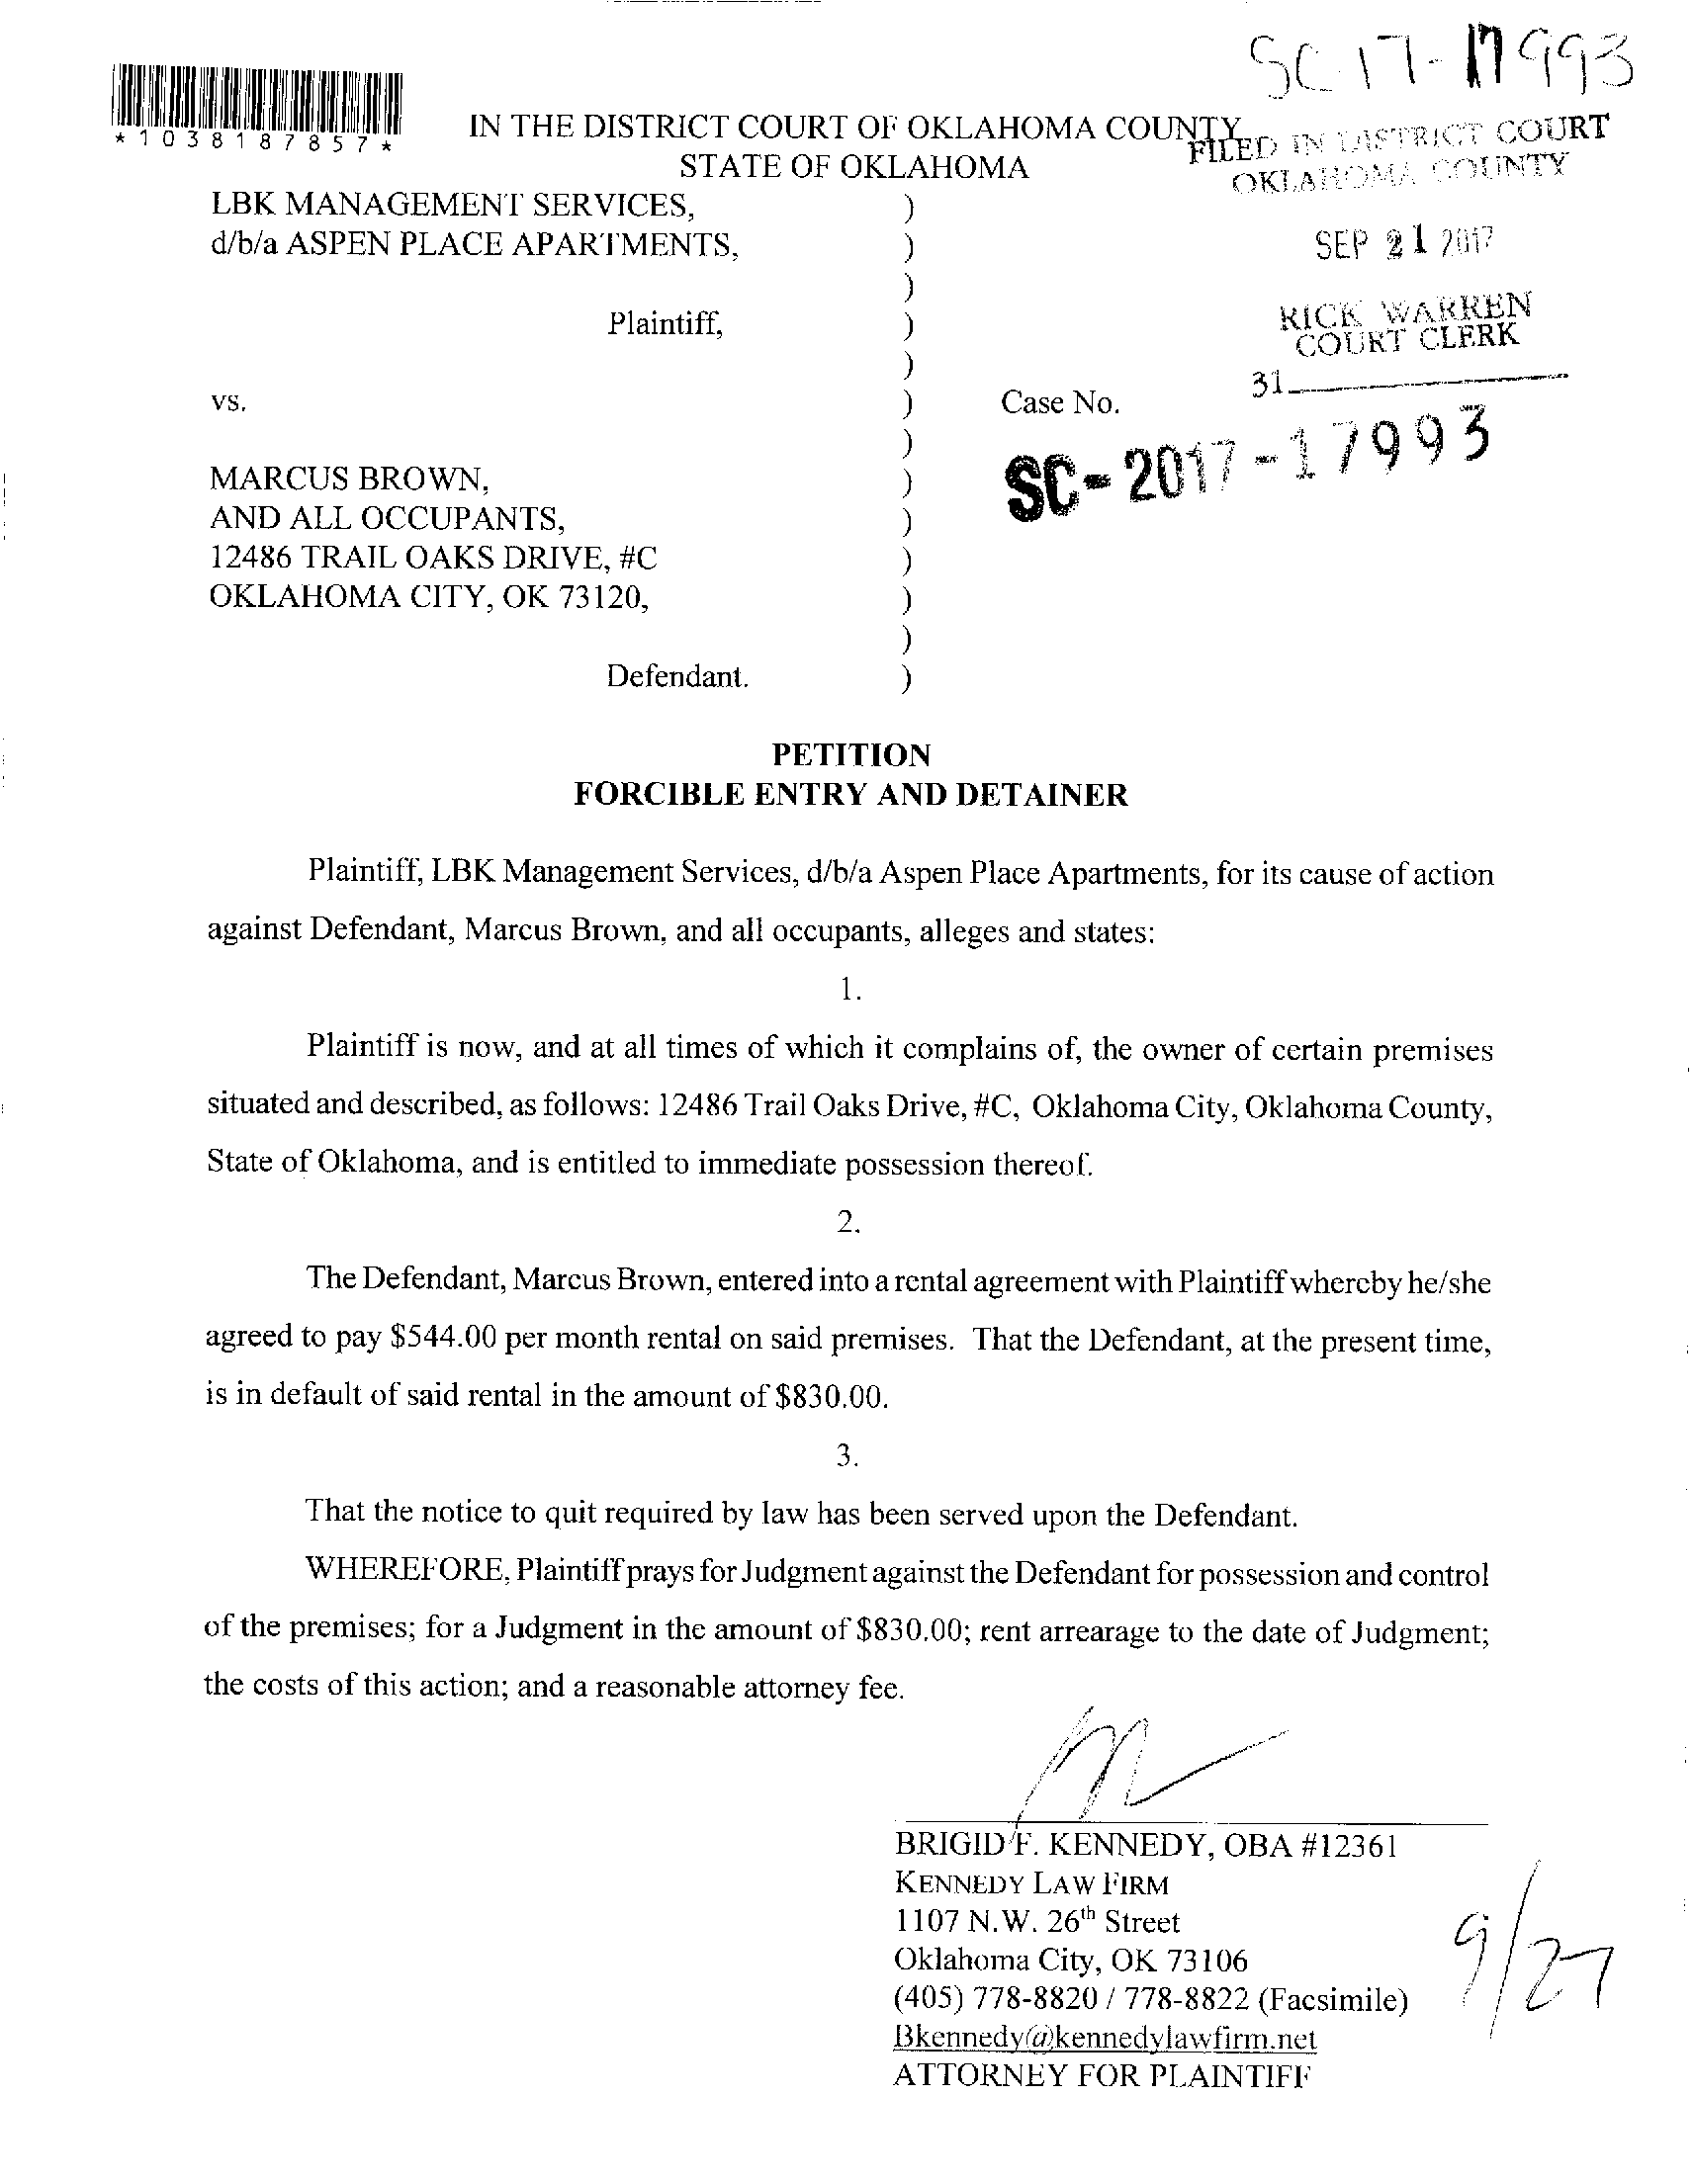 SC 17-17993
*1038187857*
IN THE DISTRICT COURT OF OKLAHOMA COUNTY
STATE OF OKLAHOMA
FILED IN DISTRICT COURT
OKLAHOMA COUNTY
SEP 21 2017
RICK WARREN
COURT CLERK
31
LBK MANAGEMENT SERVICES, )
d/b/a ASPEN PLACE APARTMENTS, )
)
Plaintiff, )
)
vs. ) Case No.
)
SC-2017-17993
MARCUS BROWN, )
AND ALL OCCUPANTS, )
12486 TRAIL OAKS DRIVE, #C )
OKLAHOMA CITY, OK 73120, )
)
Defendant. )
PETITION
FORCIBLE ENTRY AND DETAINER
Plaintiff, LBK Management Services, d/b/a Aspen Place Apartments, for its cause of action
against Defendant, Marcus Brown, and all occupants, alleges and states:
1.
Plaintiff is now, and at all times of which it complains of, the owner of certain premises
situated and described, as follows: 12486 Trail Oaks Drive, #C, Oklahoma City, Oklahoma County,
State of Oklahoma, and is entitled to immediate possession thereof.
2.
The Defendant, Marcus Brown, entered into a rental agreement with Plaintiff whereby he/she
agreed to pay $544.00 per month rental on said premises. That the Defendant, at the present time,
is in default of said rental in the amount of $830.00.
3.
That the notice to quit required by law has been served upon the Defendant.
WHEREFORE, Plaintiff prays for Judgment against the Defendant for possession and control
of the premises; for a Judgment in the amount of $830.00; rent arrearage to the date of Judgment;
the costs of this action; and a reasonable attorney fee.
BRIGID F. KENNEDY, OBA #12361
KENNEDY LAW FIRM
1107 N.W. 26th Street
Oklahoma City, OK 73106
(405) 778-8820 / 778-8822 (Facsimile)
Bkennedy@kennedylawfirm.net
ATTORNEY FOR PLAINTIFF
9/27